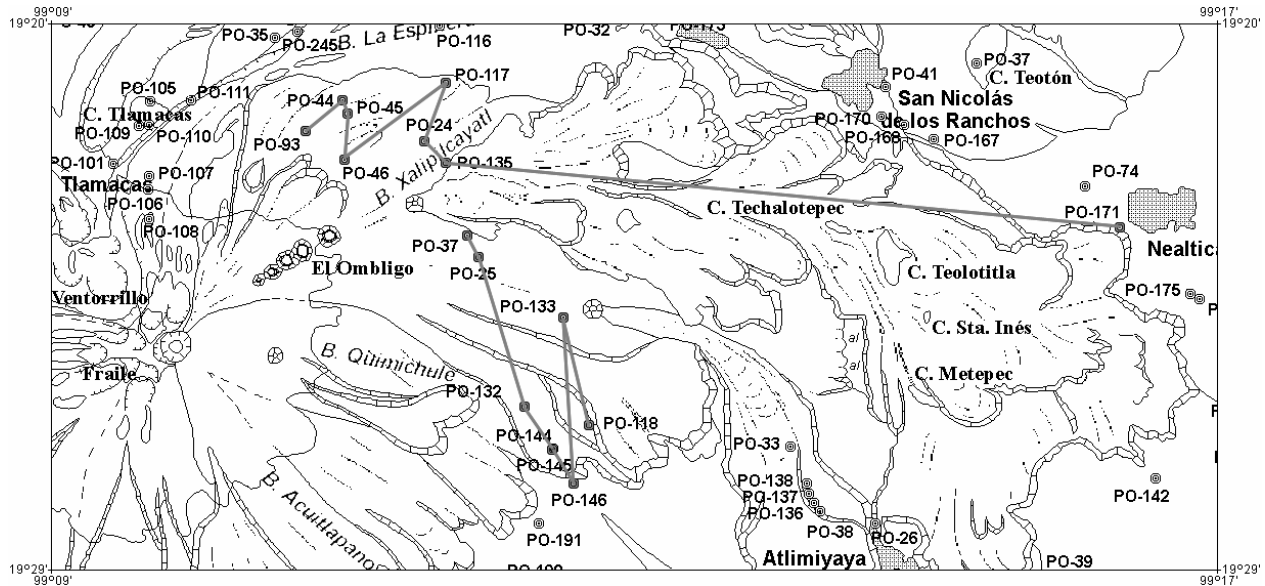 99°09'
99°17'
19°20'
19°20'
PO-35
PO-245
B. La Espi
PO-116
PO-32
PO-117
PO-41
PO-37
C. Teotón
PO-105
PO-111
PO-44
PO-45
San Nicolás
de los Ranchos
C. Tlamacas
PO-109
PO-110
PO-93
PO-24
PO-170
PO-168
PO-167
PO-101
PO-46
PO-135
PO-107
Tlamacas
B. Xalipilcayatl
PO-74
PO-106
C. Techalotepec
PO-171
PO-108
PO-37
Nealtica
El Ombligo
PO-25
C. Teolotitla
Ventorrillo
PO-133
PO-175
C. Sta. Inés
al
al
B. Quimichule
Fraile
C. Metepec
PO-132
PO-118
PO-144
PO-33
PO-145
B. Acuitlapano
PO-146
PO-138
PO-137
PO-142
PO-136
PO-38
PO-26
PO-191
Atlimiyaya
PO-39
19°29'
19°29'
99°09'
99°17'